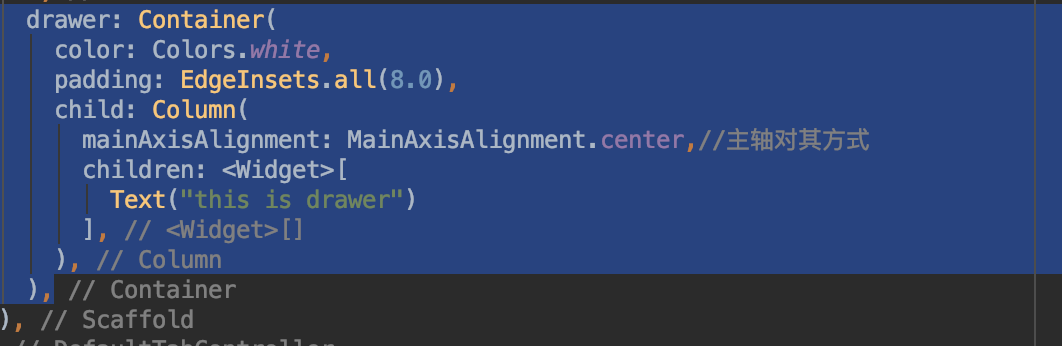 drawer: Container(
color: Colors.white,
padding: EdgeInsets.all(8.0),
child: Column(
mainAxisAlignment: MainAxisAlignment.center,//主轴对其方式
children: <Widget>[
Text("this is drawer")
], // <Widget>[]
), // Column
), // Container
), // Scaffold
// DefaultTabController